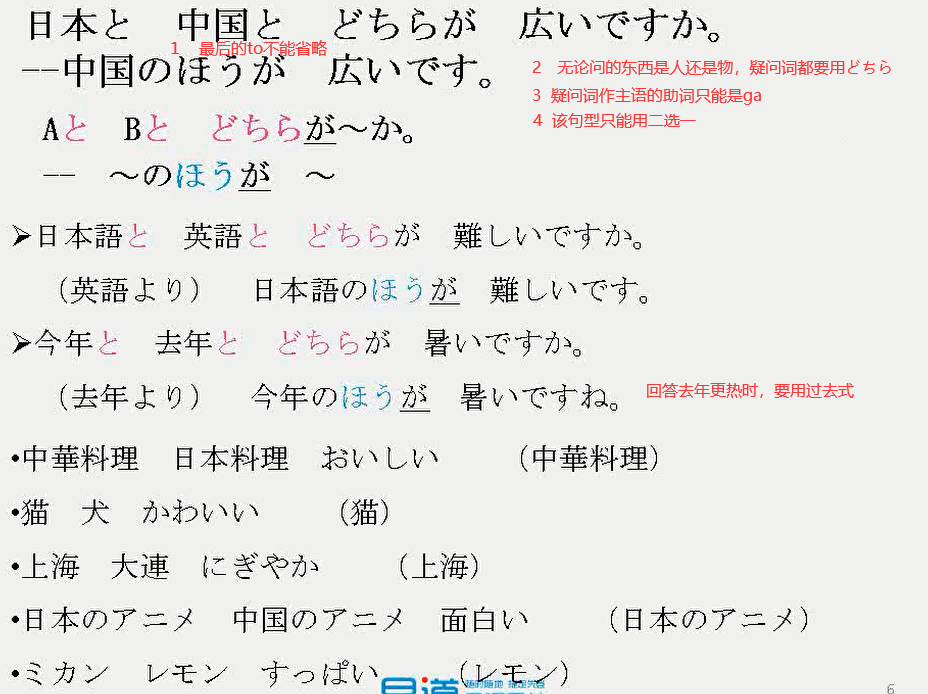 日本と　中国と　どちらが　広いですか。
1　最后的to不能省略
--中国のほうが　広いです。
2　无论问的东西是人还是物，疑问词都要用どちら
3 疑问词作主语的助词只能是ga
4 该句型只能用二选一
Aと　Bと　どちらが～か。
--　～のほうが　～
➢日本語と　英語と　どちらが　難しいですか。
（英語より）　日本語のほうが　難しいです。
➢今年と　去年と　どちらが　暑いですか。
（去年より）　今年のほうが　暑いですね。
回答去年更热时，要用过去式
•中華料理　日本料理　おいしい　　（中華料理）
•猫　犬　かわいい　　（猫）
•上海　大連　にぎやか　　（上海）
•日本のアニメ　中国のアニメ　面白い　　（日本のアニメ）
•ミカン　レモン　すっぱい　　（レモン）
6